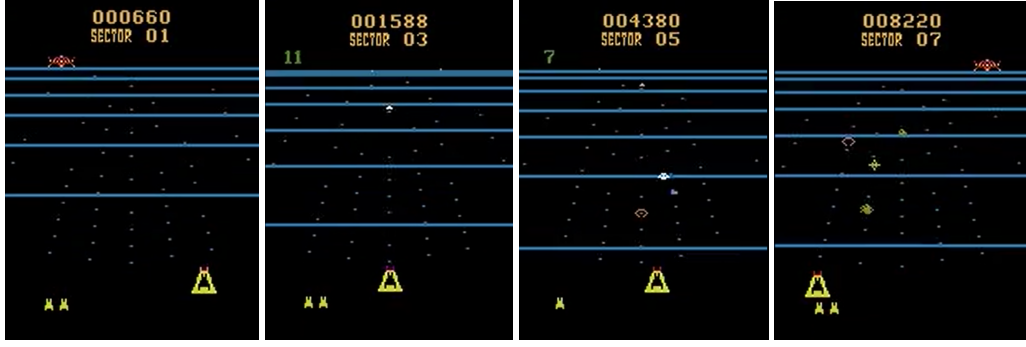 000660
SECTOR 01
001588
SECTOR 03
11
004380
SECTOR 05
7
008220
SECTOR 07